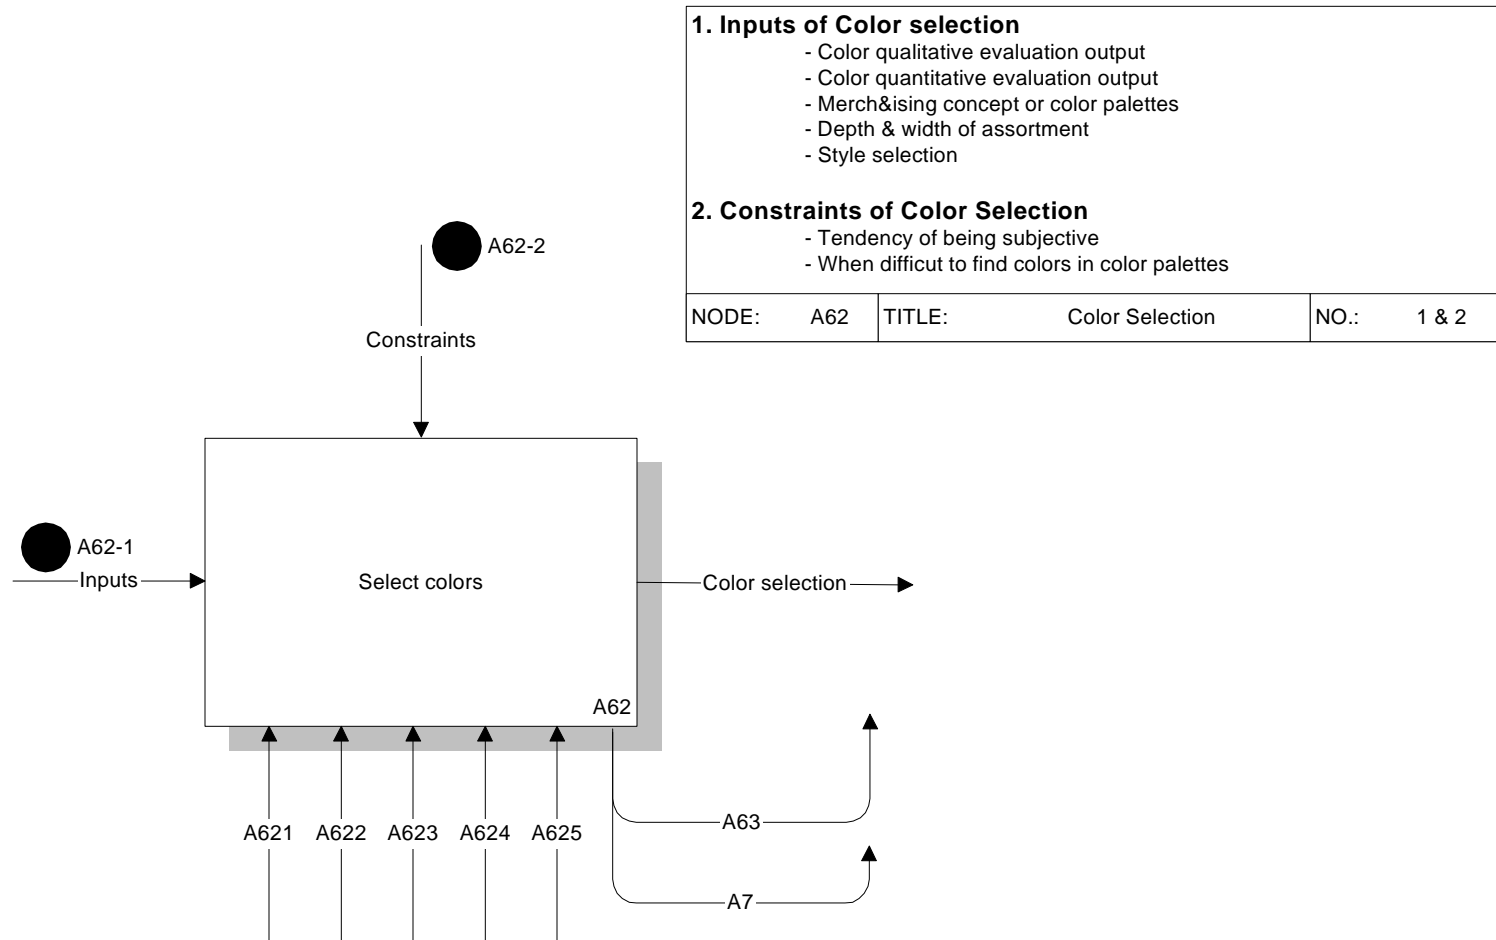 1. Inputs of Color selection
- Color qualitative evaluation output
- Color quantitative evaluation output
- Merch&ising concept or color palettes
- Depth & width of assortment
- Style selection
2. Constraints of Color Selection
- Tendency of being subjective
- When difficut to find colors in color palettes
NODE: A62 TITLE: Color Selection NO.: 1 & 2
A62-2
Constraints
A62-1
Inputs
Select colors
Color selection
A62
A621 A622 A623 A624 A625
A63
A7